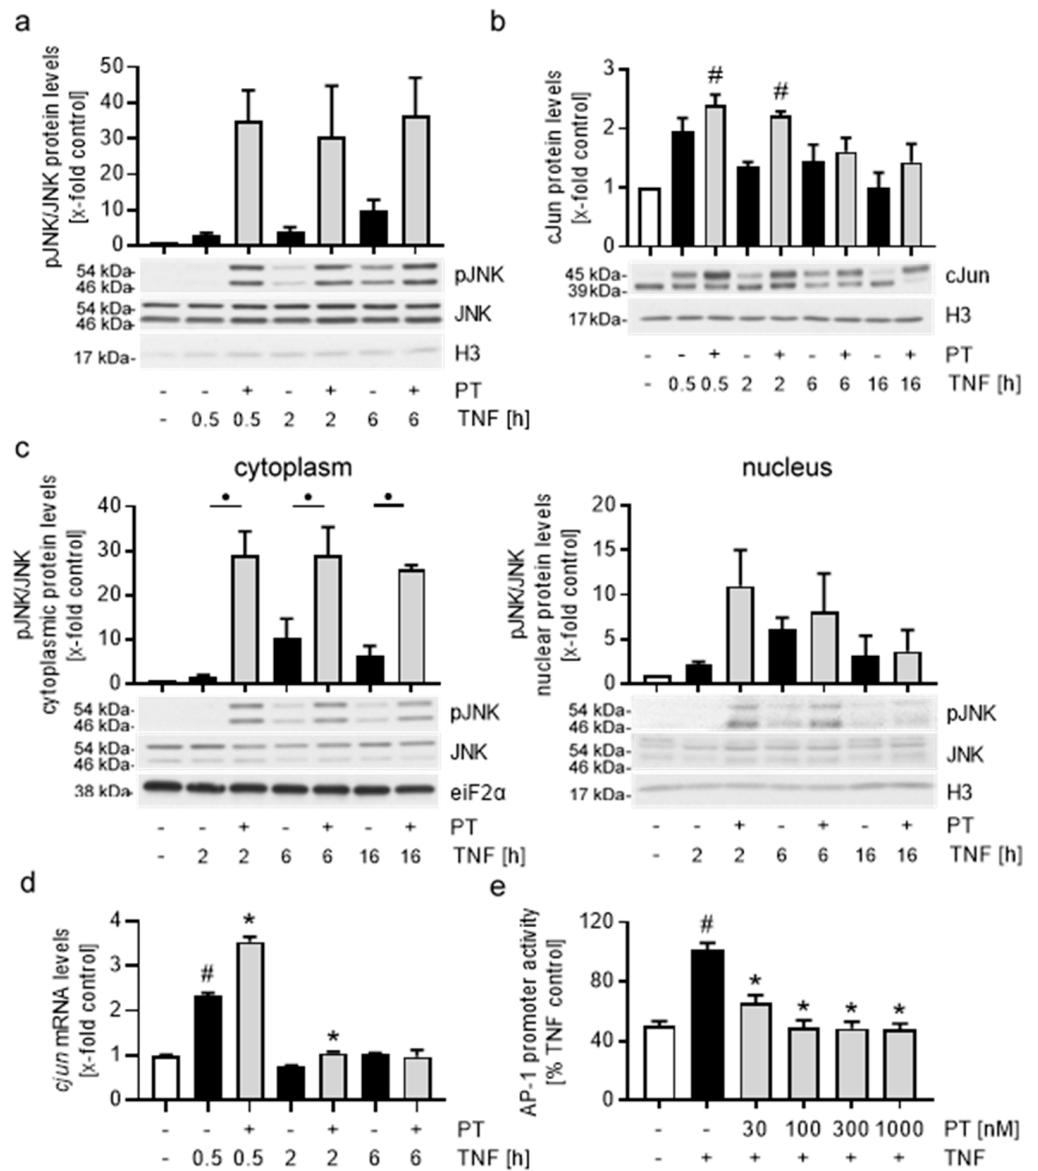 a
pJNK/JNK protein levels
[x-fold control]
50
40
30
20
10
0
54 kDa-
46 kDa-
pJNK
54 kDa-
46 kDa-
JNK
17 kDa-
H3
- - + - + - + PT
- 0.5 0.5 2 2 6 6 TNF [h]
b
cJun protein levels
[x-fold control]
3
2
1
0
# #
45 kDa-
39kDa-
cJun
17kDa-
H3
- - + - + - + - + PT
- 0.5 0.5 2 2 6 6 16 16 TNF [h]
c
cytoplasm
pJNK/JNK
cytoplasmic protein levels
[x-fold control]
40
30
20
10
0
• • •
54 kDa-
46 kDa-
pJNK
54 kDa-
46 kDa-
JNK
38 kDa-
eiF2α
- - + - + - + PT
- 2 2 6 6 16 16 TNF [h]
nucleus
pJNK/JNK
nuclear protein levels
[x-fold control]
20
15
10
5
0
54 kDa-
46 kDa-
pJNK
54 kDa-
46 kDa-
JNK
17 kDa-
H3
- - + - + - + PT
- 2 2 6 6 16 16 TNF [h]
d
cjun mRNA levels
[x-fold control]
4
3
2
1
0
# * *
- - + - + - + PT
- 0.5 0.5 2 2 6 6 TNF [h]
e
AP-1 promoter activity
[% TNF control]
120
80
40
0
# * * * *
- - 30 100 300 1000 PT [nM]
- + + + + + TNF